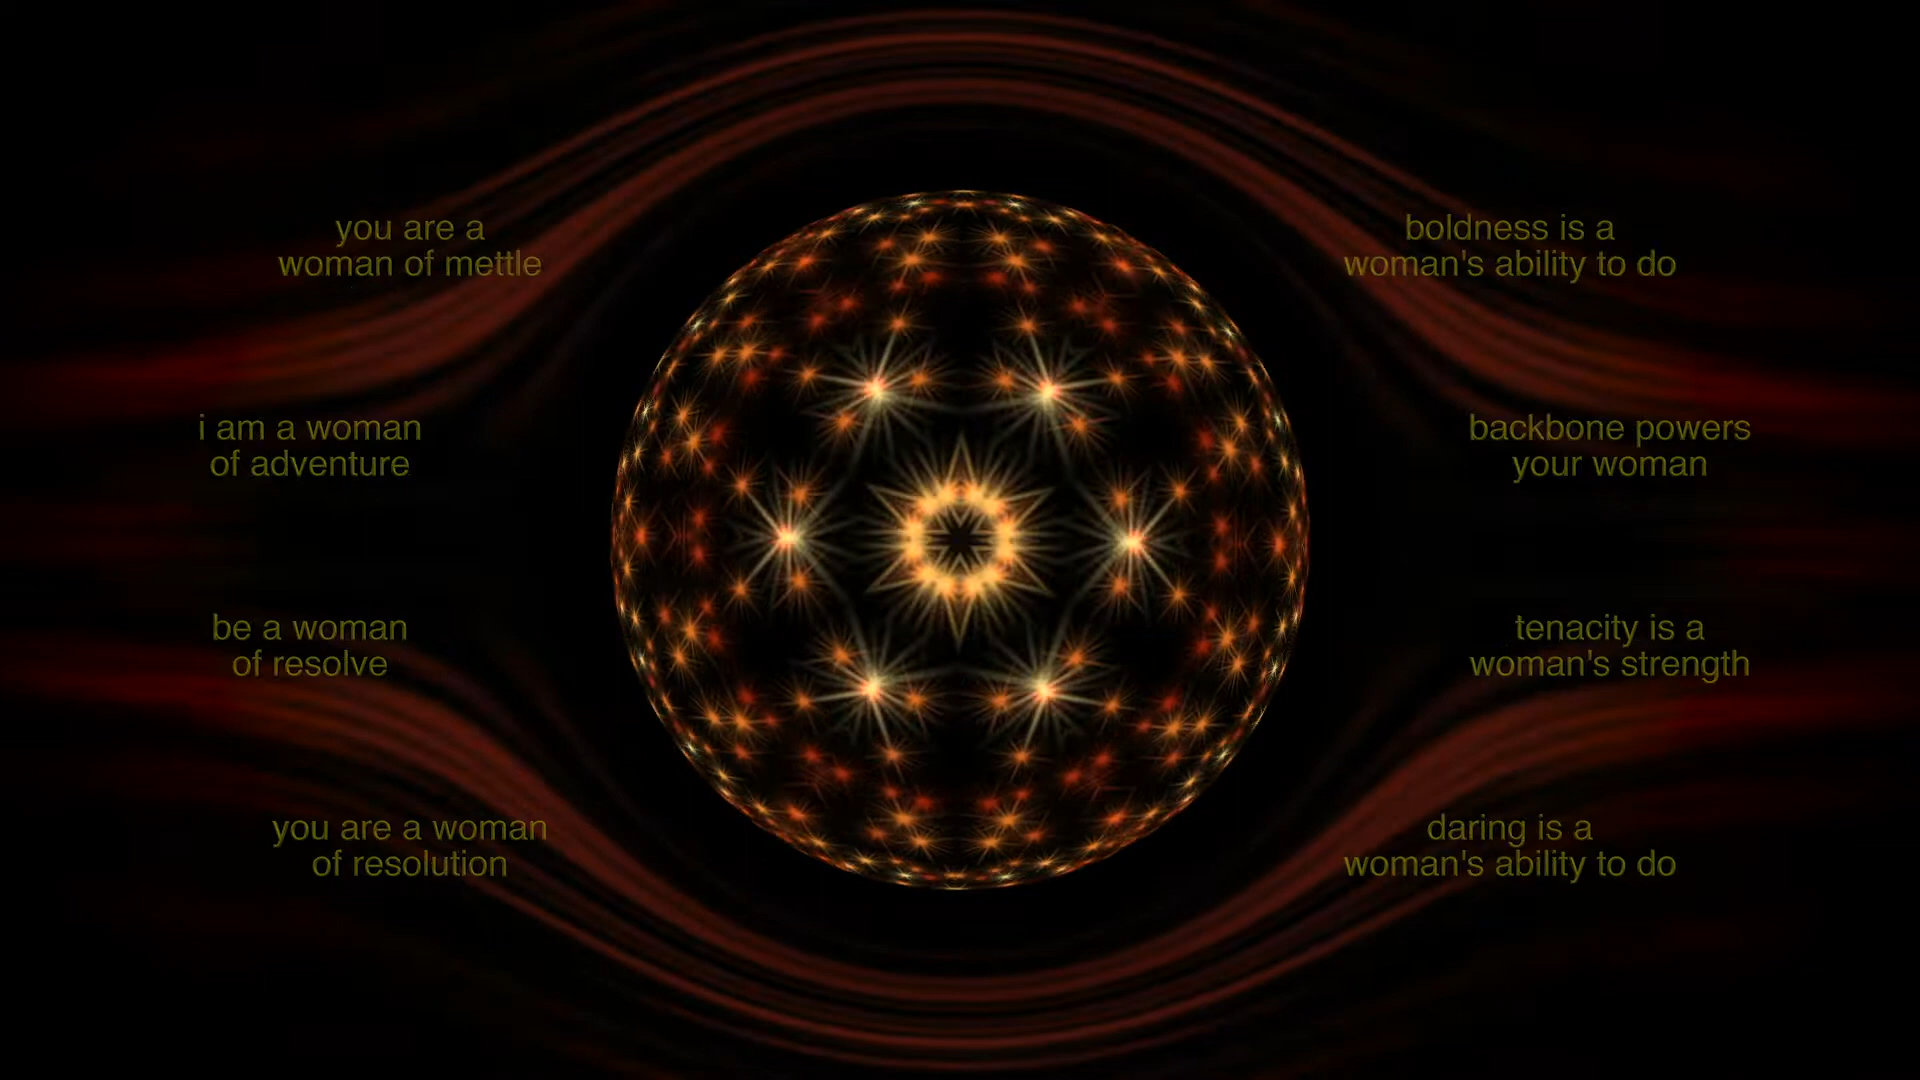 you are a
woman of mettle
boldness is a
woman's ability to do
i am a woman
of adventure
backbone powers
your woman
be a woman
of resolve
tenacity is a
woman's strength
you are a woman
of resolution
daring is a
woman's ability to do